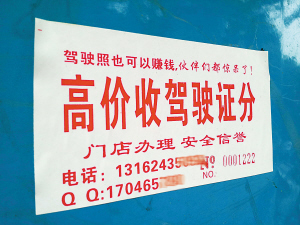 驾驶照也可以赚钱,伙伴们都惊呆了!
高价收驾驶证分
门店办理 安全信誉
电话: 13162435
Nº 0001222
NO:
Q Q:170465